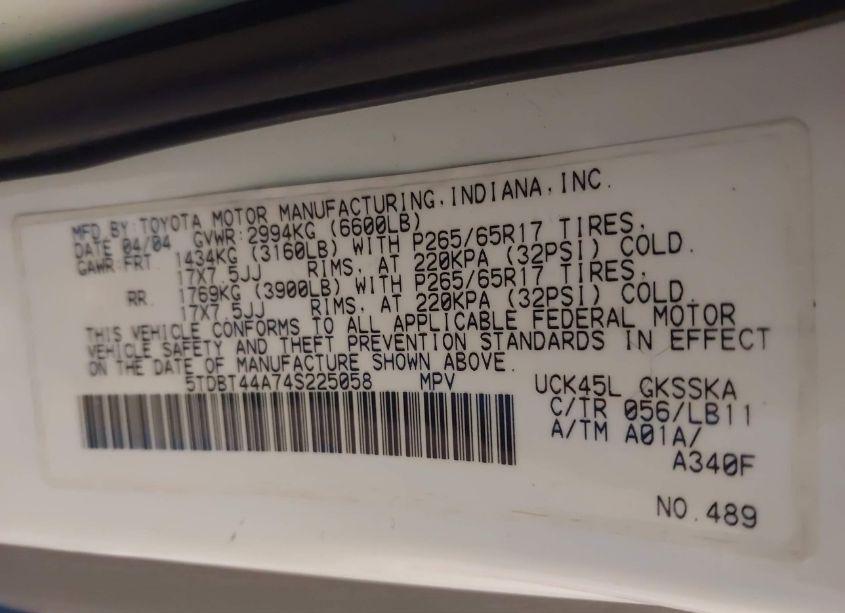 MFD.BY:TOYOTA MOTOR MANUFACTURING,INDIANA,INC.
DATE 04/04 GVWR:2994KG (6600LB)
GAWR:FRT. 1434KG (3160LB) WITH P265/65R17 TIRES,
17X7.5JJ RIMS, AT 220KPA (32PSI) COLD.
RR. 1769KG (3900LB) WITH P265/65R17 TIRES,
17X7.5JJ RIMS, AT 220KPA (32PSI) COLD.
THIS VEHICLE CONFORMS TO ALL APPLICABLE FEDERAL MOTOR
VEHICLE SAFETY AND THEFT PREVENTION STANDARDS IN EFFECT
ON THE DATE OF MANUFACTURE SHOWN ABOVE.
5TDBT44A74S225058 MPV UCK45L GKSSKA
C/TR 056/LB11
A/TM A01A/
A340F
NO.489